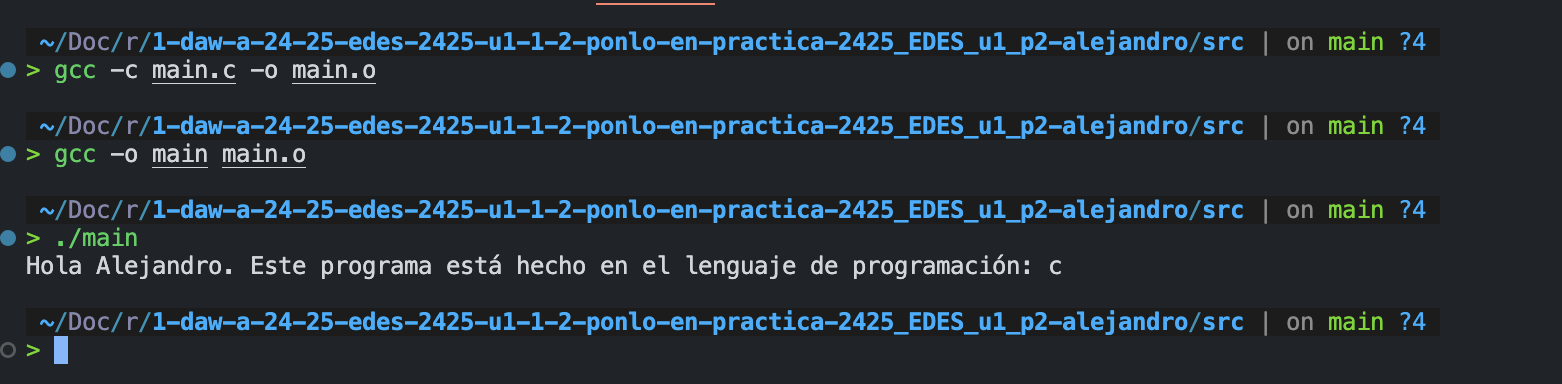 ~/Doc/r/1-daw-a-24-25-edes-2425-u1-1-2-ponlo-en-practica-2425_EDES_u1_p2-alejandro/src | on main ?4
> gcc -c main.c -o main.o
~/Doc/r/1-daw-a-24-25-edes-2425-u1-1-2-ponlo-en-practica-2425_EDES_u1_p2-alejandro/src | on main ?4
> gcc -o main main.o
~/Doc/r/1-daw-a-24-25-edes-2425-u1-1-2-ponlo-en-practica-2425_EDES_u1_p2-alejandro/src | on main ?4
> ./main
Hola Alejandro. Este programa está hecho en el lenguaje de programación: c
~/Doc/r/1-daw-a-24-25-edes-2425-u1-1-2-ponlo-en-practica-2425_EDES_u1_p2-alejandro/src | on main ?4
>